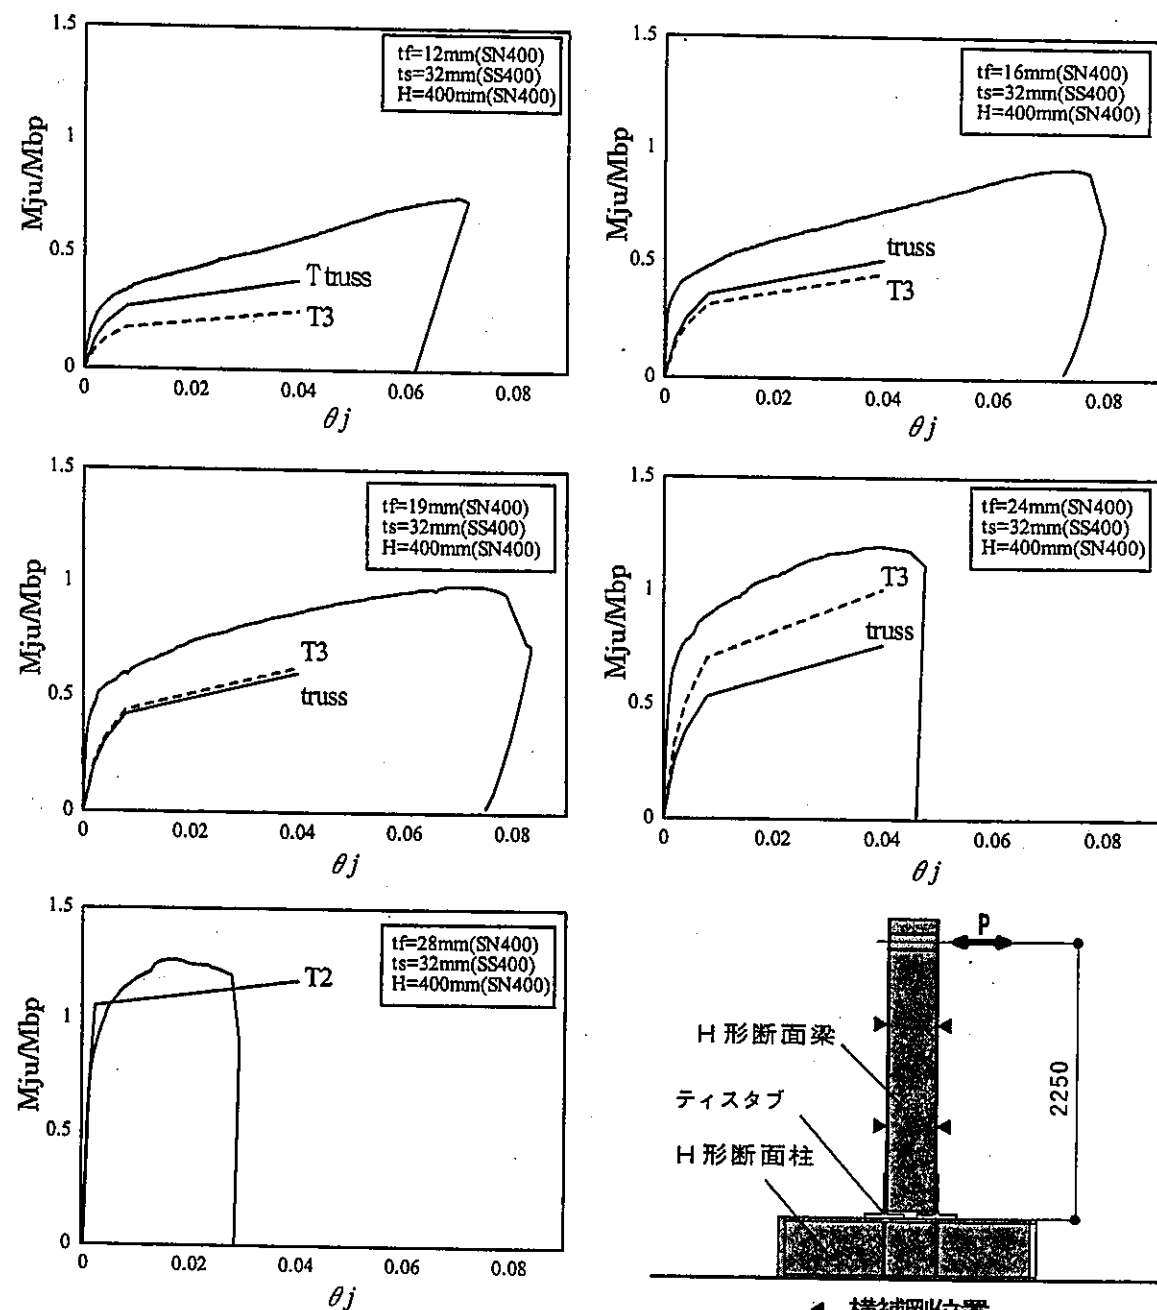 1.5
1
0.5
0
Mju/Mbp
tf=12mm(SN400)
ts=32mm(SS400)
H=400mm(SN400)
T truss
T3
0 0.02 0.04 0.06 0.08
θj
1.5
1
0.5
0
Mju/Mbp
tf=16mm(SN400)
ts=32mm(SS400)
H=400mm(SN400)
truss
T3
0 0.02 0.04 0.06 0.08
θj
1.5
1
0.5
0
Mju/Mbp
tf=19mm(SN400)
ts=32mm(SS400)
H=400mm(SN400)
T3
truss
0 0.02 0.04 0.06 0.08
θj
1.5
1
0.5
0
Mju/Mbp
tf=24mm(SN400)
ts=32mm(SS400)
H=400mm(SN400)
T3
truss
0 0.02 0.04 0.06 0.08
θj
1.5
1
0.5
0
Mju/Mbp
tf=28mm(SN400)
ts=32mm(SS400)
H=400mm(SN400)
T2
0 0.02 0.04 0.06 0.08
θj
P
H形断面梁
ティスタブ
H形断面柱
2250
横補剛位置